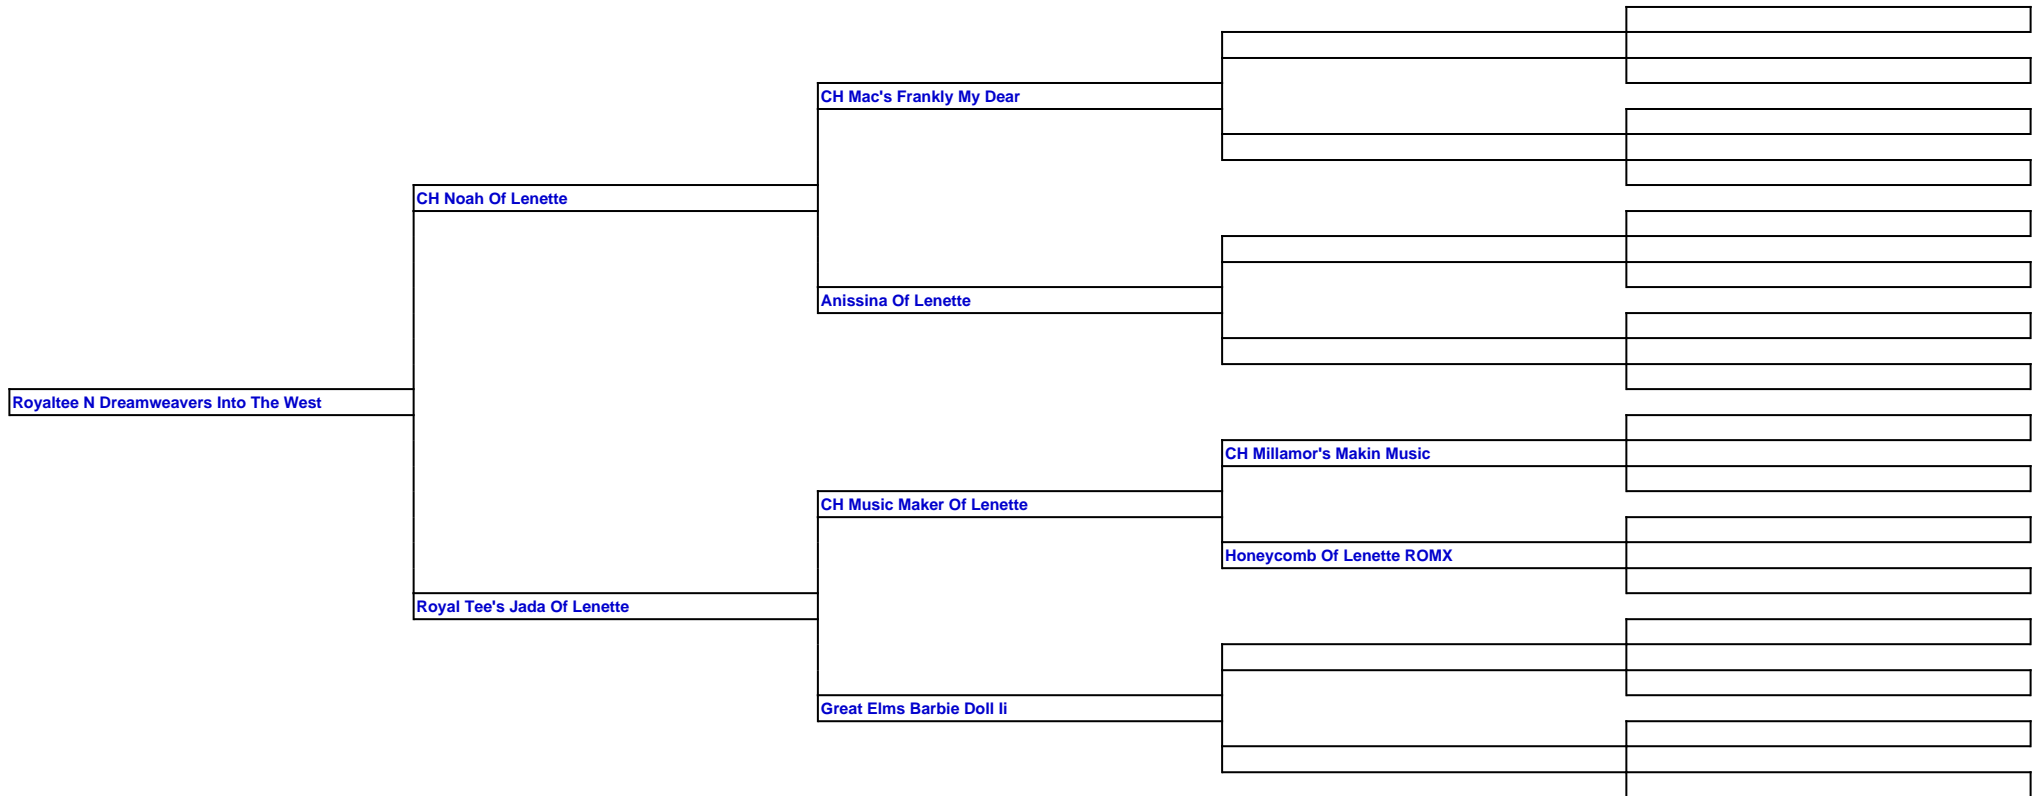 CH Mac's Frankly My Dear
CH Noah Of Lenette
Anissina Of Lenette
Royaltee N Dreamweavers Into The West
CH Millamor's Makin Music
CH Music Maker Of Lenette
Honeycomb Of Lenette ROMX
Royal Tee's Jada Of Lenette
Great Elms Barbie Doll Ii